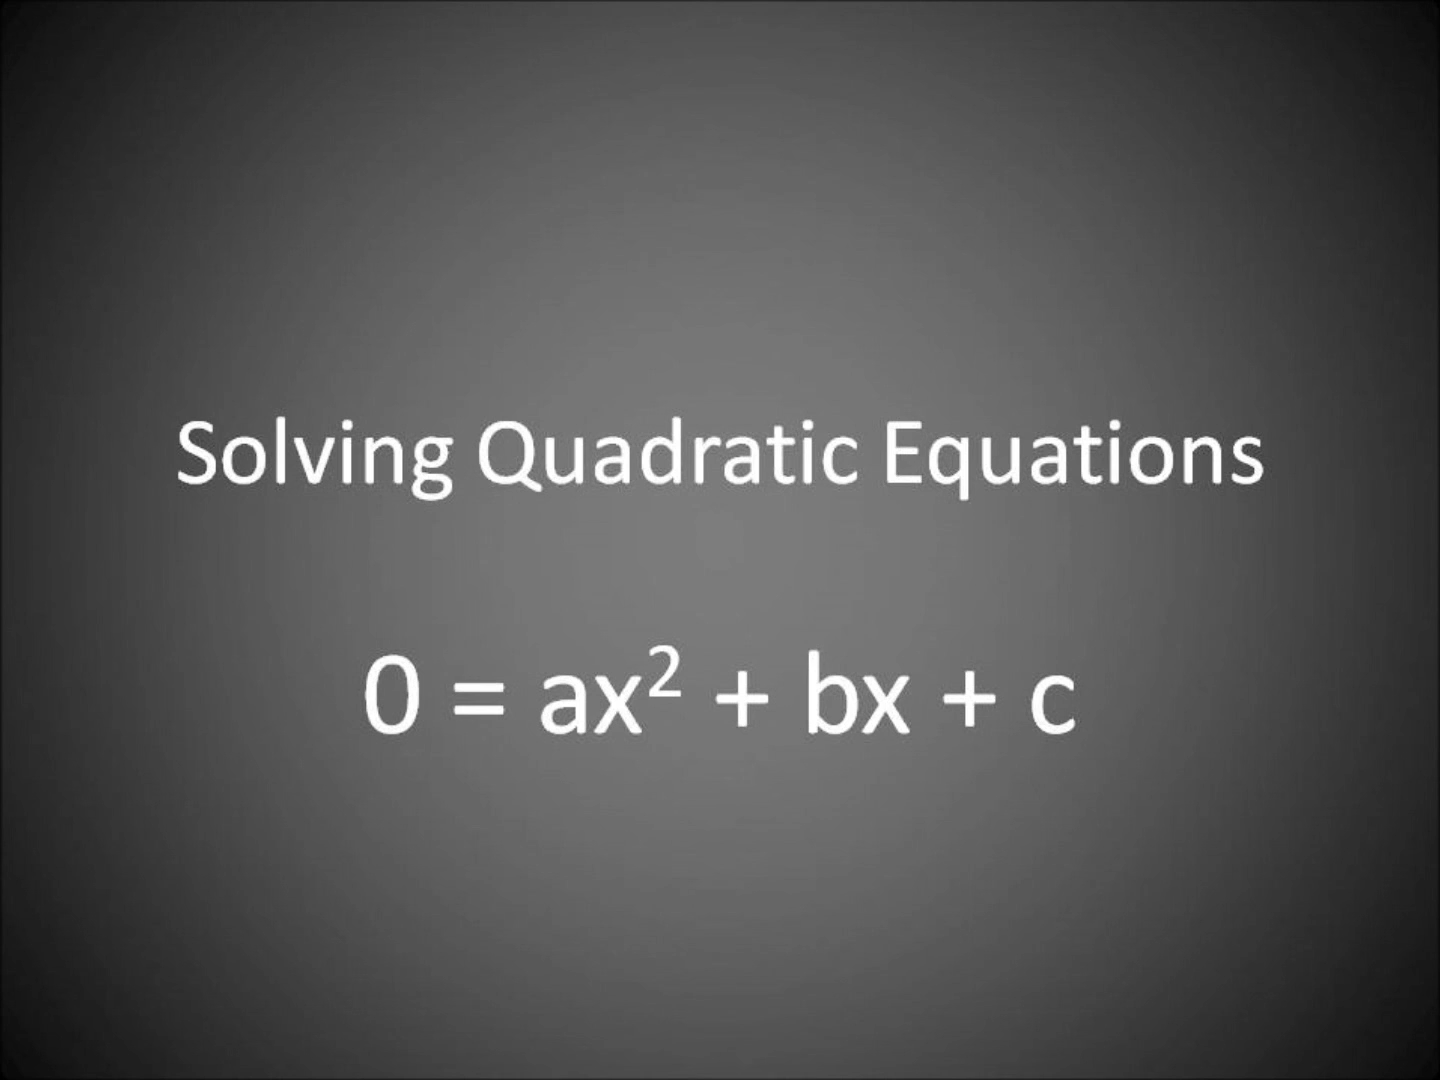 Solving Quadratic Equations
0 = ax² + bx + c